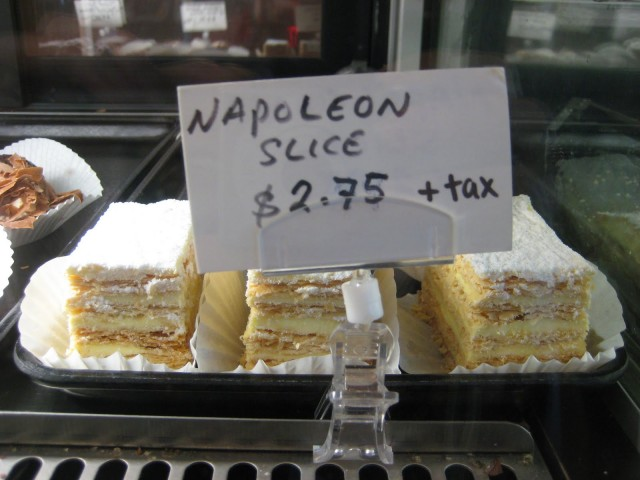 NAPOLEON
SLICE
$2.75 + tax